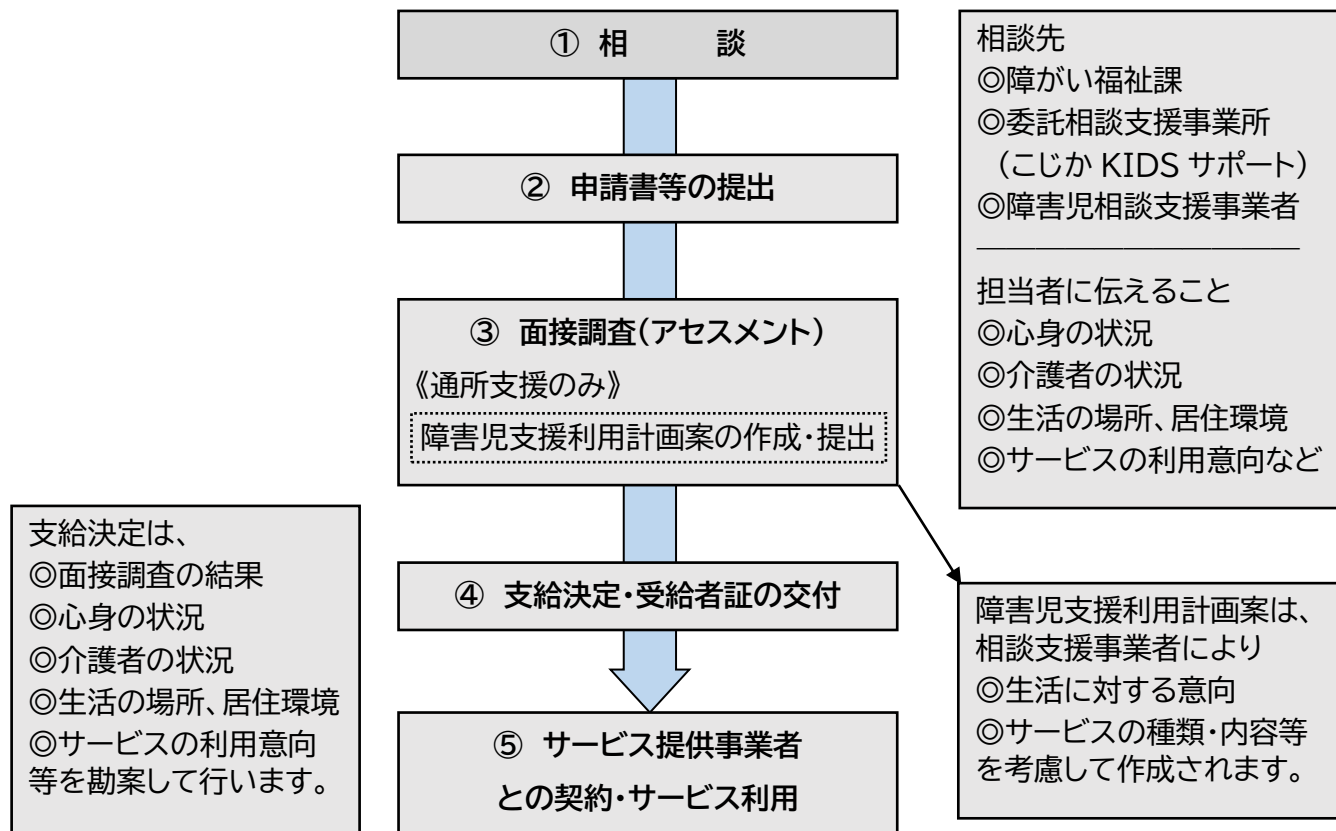 ① 相 談
② 申請書等の提出
③ 面接調査(アセスメント)
《通所支援のみ》
障害児支援利用計画案の作成・提出
④ 支給決定・受給者証の交付
⑤ サービス提供事業者
との契約・サービス利用
相談先
◎障がい福祉課
◎委託相談支援事業所
(こじか KIDS サポート)
◎障害児相談支援事業者
担当者に伝えること
◎心身の状況
◎介護者の状況
◎生活の場所、居住環境
◎サービスの利用意向など
支給決定は、
◎面接調査の結果
◎心身の状況
◎介護者の状況
◎生活の場所、居住環境
◎サービスの利用意向
等を勘案して行います。
障害児支援利用計画案は、
相談支援事業者により
◎生活に対する意向
◎サービスの種類・内容等
を考慮して作成されます。